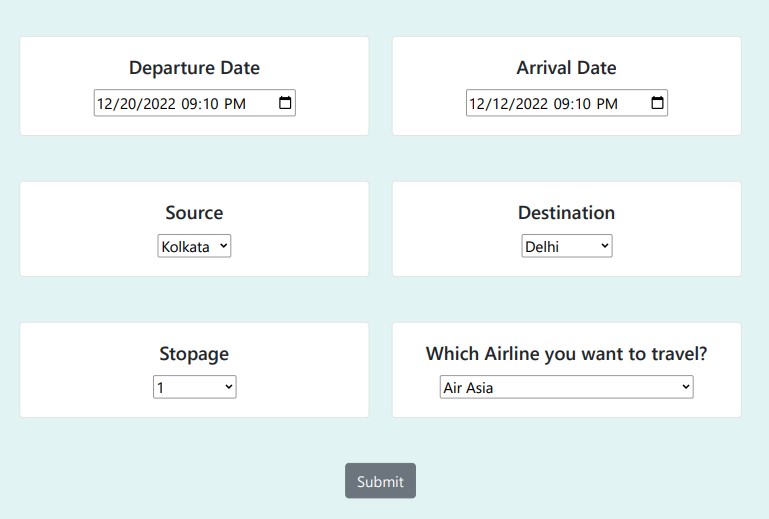 Departure Date
Arrival Date
12/20/2022 09:10 PM
12/12/2022 09:10 PM
Source
Destination
Kolkata
Delhi
Stopage
Which Airline you want to travel?
1
Air Asia
Submit